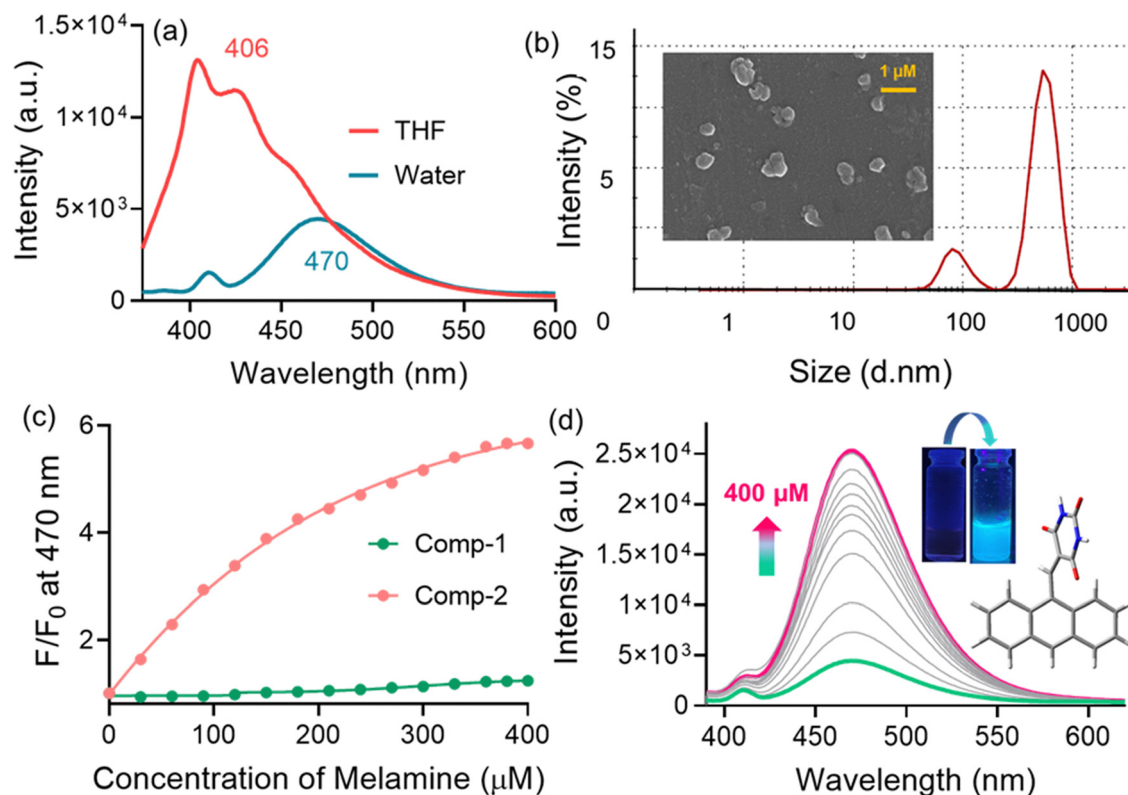 (a)
1.5×10⁴
1.0×10⁴
5×10³
0
Intensity (a.u.)
406
THF
Water
470
400
450
500
550
600
Wavelength (nm)
(b)
15
5
Intensity (%)
1 µM
0
1
10
100
1000
Size (d.nm)
(c)
6
4
2
F/F₀ at 470 nm
Comp-1
Comp-2
0
100
200
300
400
Concentration of Melamine (µM)
(d)
2.5×10⁴
2×10⁴
1.5×10⁴
1×10⁴
5×10³
0
Intensity (a.u.)
400 µM
400
450
500
550
600
Wavelength (nm)